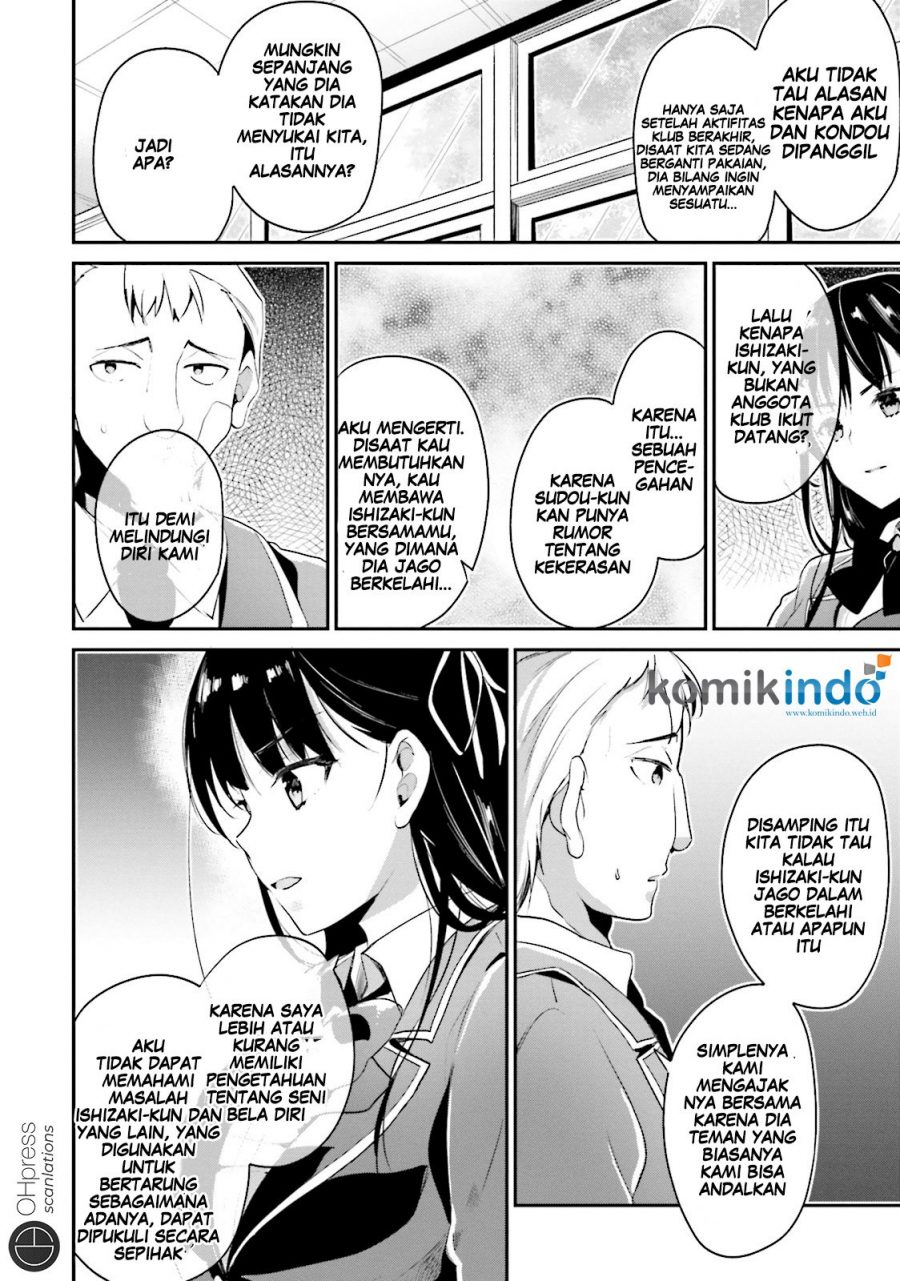 AKU TIDAK
TAU ALASAN
KENAPA AKU
DAN KONDOU
DIPANGGIL
HANYA SAJA
SETELAH AKTIFITAS
KLUB BERAKHIR,
DISAAT KITA SEDANG
BERGANTI PAKAIAN,
DIA BILANG INGIN
MENYAMPAIKAN
SESUATU...
MUNGKIN
SEPANJANG
YANG DIA
KATAKAN DIA
TIDAK
MENYUKAI KITA,
ITU
ALASANNYA?
JADI
APA?
LALU
KENAPA
ISHIZAKI-
KUN, YANG
BUKAN
ANGGOTA
KLUB IKUT
DATANG?
KARENA
ITU...
SEBUAH
PENCE-
GAHAN
KARENA
SUDOU-KUN
KAN PUNYA
RUMOR
TENTANG
KEKERASAN
AKU MENGERTI.
DISAAT KAU
MEMBUTUHKAN
NYA, KAU
MEMBAWA
ISHIZAKI-KUN
BERSAMAMU,
YANG DIMANA
DIA JAGO
BERKELAHI...
ITU DEMI
MELINDUNGI
DIRI KAMI
komikindo
www.komikindo.web.id
DISAMPING ITU
KITA TIDAK TAU
KALAU
ISHIZAKI-KUN
JAGO DALAM
BERKELAHI
ATAU APAPUN
ITU
SIMPLENYA
KAMI
MENGAJAK
NYA BERSAMA
KARENA DIA
TEMAN YANG
BIASANYA
KAMI BISA
ANDALKAN
KARENA SAYA
LEBIH ATAU
KURANG
MEMILIKI
PENGETAHUAN
TENTANG SENI
BELA DIRI
AKU
TIDAK DAPAT
MEMAHAMI
MASALAH
ISHIZAKI-KUN DAN
YANG LAIN, YANG
DIGUNAKAN
UNTUK
BERTARUNG
SEBAGAIMANA
ADANYA, DAPAT
DIPUKULI SECARA
SEPIHAK
OHpress
scanlations